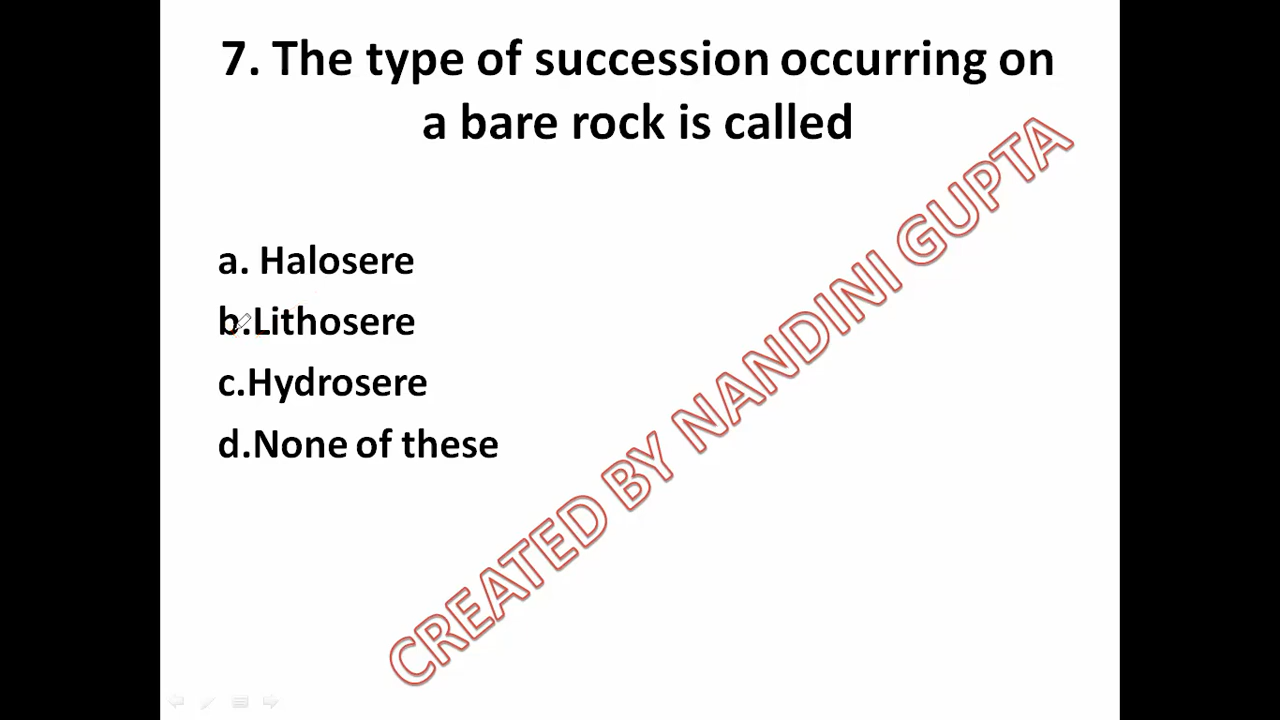 7. The type of succession occurring on
a bare rock is called
a. Halosere
b.Lithosere
c.Hydrosere
d.None of these
CREATED BY NANDINI GUPTA